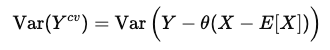 Var(Y^{cv}) = Var(Y − θ(X − E[X]))